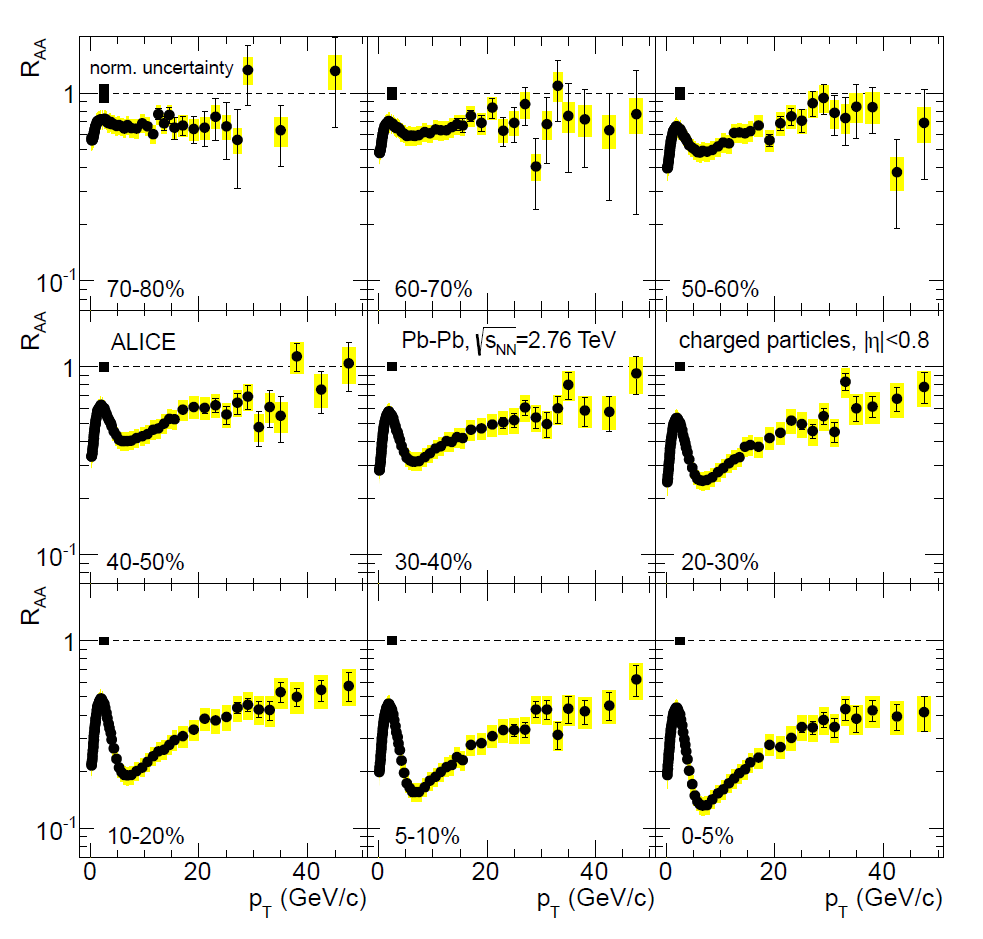 R_AA
1
10^-1
norm. uncertainty
70-80%
60-70%
50-60%
R_AA
1
10^-1
ALICE
Pb-Pb, √s_NN=2.76 TeV
charged particles, |η|<0.8
40-50%
30-40%
20-30%
R_AA
1
10^-1
10-20%
5-10%
0-5%
0 20 40 0 20 40 0 20 40
p_T (GeV/c) p_T (GeV/c) p_T (GeV/c)